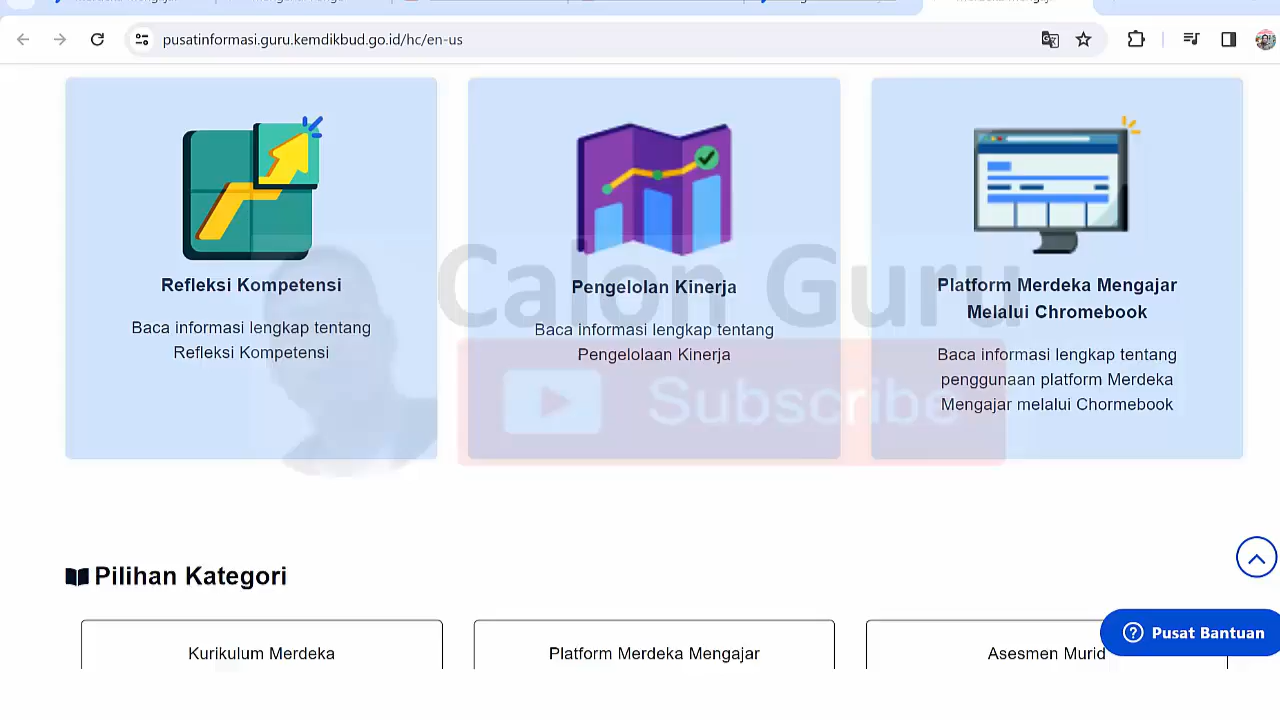 pusatinformasi.guru.kemdikbud.go.id/hc/en-us
Refleksi Kompetensi
Baca informasi lengkap tentang
Refleksi Kompetensi
Pengelolan Kinerja
Baca informasi lengkap tentang
Pengelolaan Kinerja
Platform Merdeka Mengajar
Melalui Chromebook
Baca informasi lengkap tentang
penggunaan platform Merdeka
Mengajar melalui Chormebook
Calon Guru
Subscribe
Pilihan Kategori
Kurikulum Merdeka
Platform Merdeka Mengajar
Asesmen Murid
Pusat Bantuan